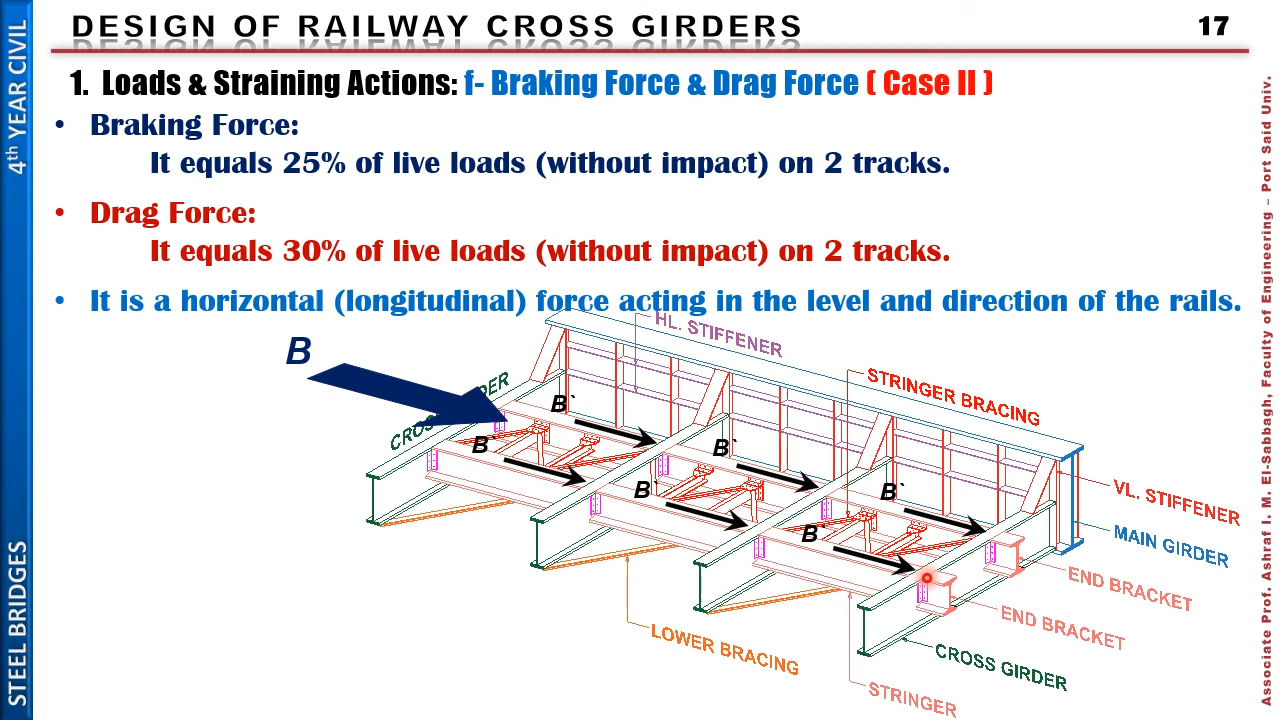 DESIGN OF RAILWAY CROSS GIRDERS
17
1. Loads & Straining Actions: f- Braking Force & Drag Force ( Case II )
• Braking Force:
It equals 25% of live loads (without impact) on 2 tracks.
• Drag Force:
It equals 30% of live loads (without impact) on 2 tracks.
• It is a horizontal (longitudinal) force acting in the level and direction of the rails.
HL. STIFFENER
B
CROSS GIRDER
STRINGER BRACING
B`
B`
B`
B`
B`
B`
VL. STIFFENER
MAIN GIRDER
END BRACKET
END BRACKET
LOWER BRACING
CROSS GIRDER
STRINGER
STEEL BRIDGES
4th YEAR CIVIL
Associate Prof. Ashraf I. M. El-Sabbagh, Faculty of Engineering – Port Said Univ.